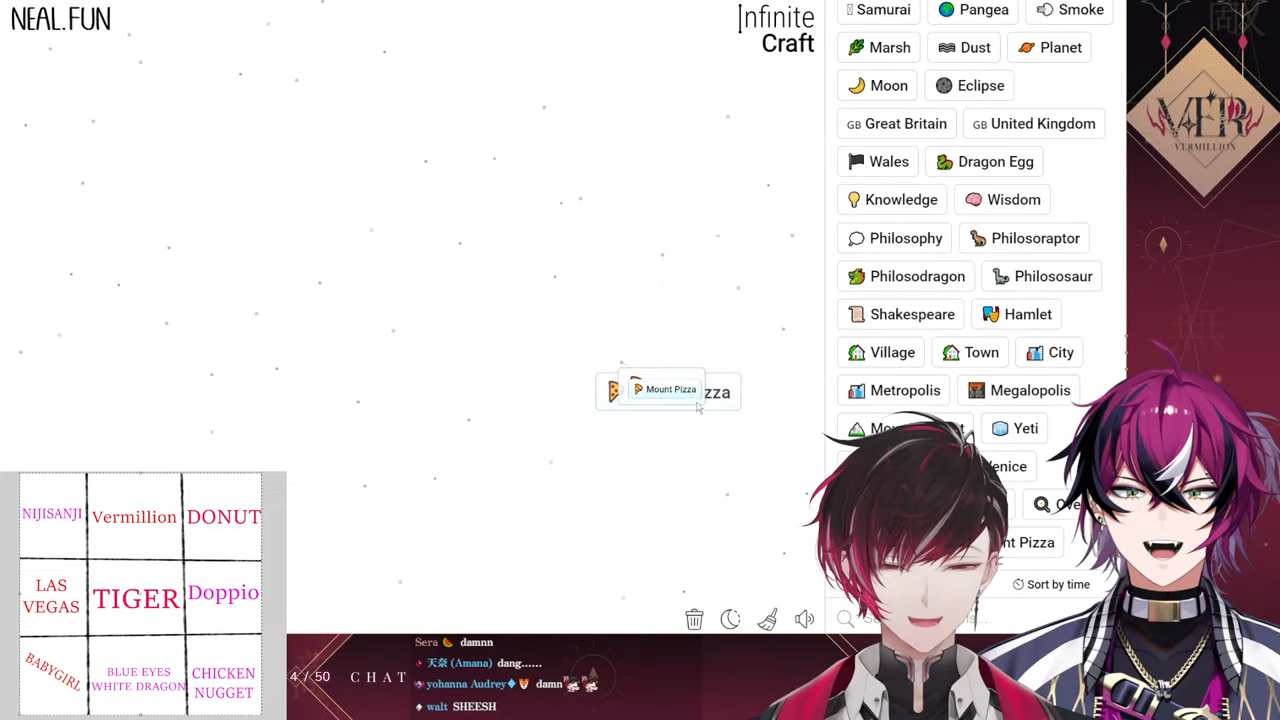 NEAL.FUN
Infinite
Craft
Samurai
Pangea
Smoke
Marsh
Dust
Planet
Moon
Eclipse
GB Great Britain
GB United Kingdom
Wales
Dragon Egg
Knowledge
Wisdom
Philosophy
Philosoraptor
Philosodragon
Philososaur
Shakespeare
Hamlet
Village
Town
City
Metropolis
Megalopolis
Yeti
enice
Mount Pizza
zza
nt Pizza
Sort by time
VER
VERMILLION
NIJISANJI
Vermillion
DONUT
LAS
VEGAS
TIGER
Doppio
BABYGIRL
BLUE EYES
WHITE DRAGON
CHICKEN
NUGGET
4 / 50
CHAT
Sera damnn
天奈 (Amana) dang......
yohanna Audrey damn
walt SHEESH